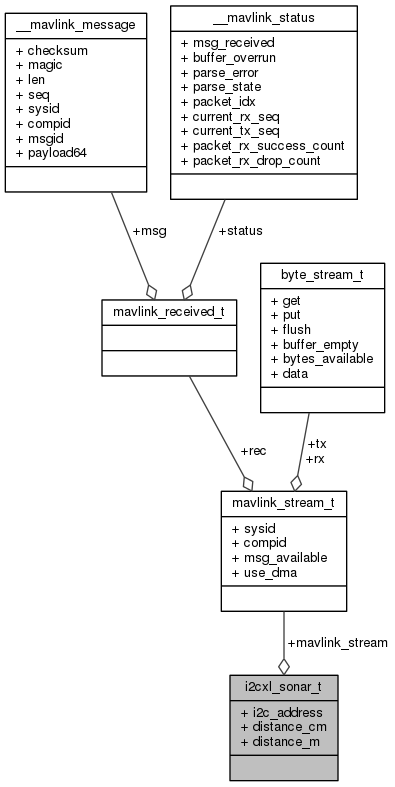 __mavlink_message
+ checksum
+ magic
+ len
+ seq
+ sysid
+ compid
+ msgid
+ payload64
__mavlink_status
+ msg_received
+ buffer_overrun
+ parse_error
+ parse_state
+ packet_idx
+ current_rx_seq
+ current_tx_seq
+ packet_rx_success_count
+ packet_rx_drop_count
+msg
+status
mavlink_received_t
byte_stream_t
+ get
+ put
+ flush
+ buffer_empty
+ bytes_available
+ data
+rec
+tx
+rx
mavlink_stream_t
+ sysid
+ compid
+ msg_available
+ use_dma
+mavlink_stream
i2cxl_sonar_t
+ i2c_address
+ distance_cm
+ distance_m